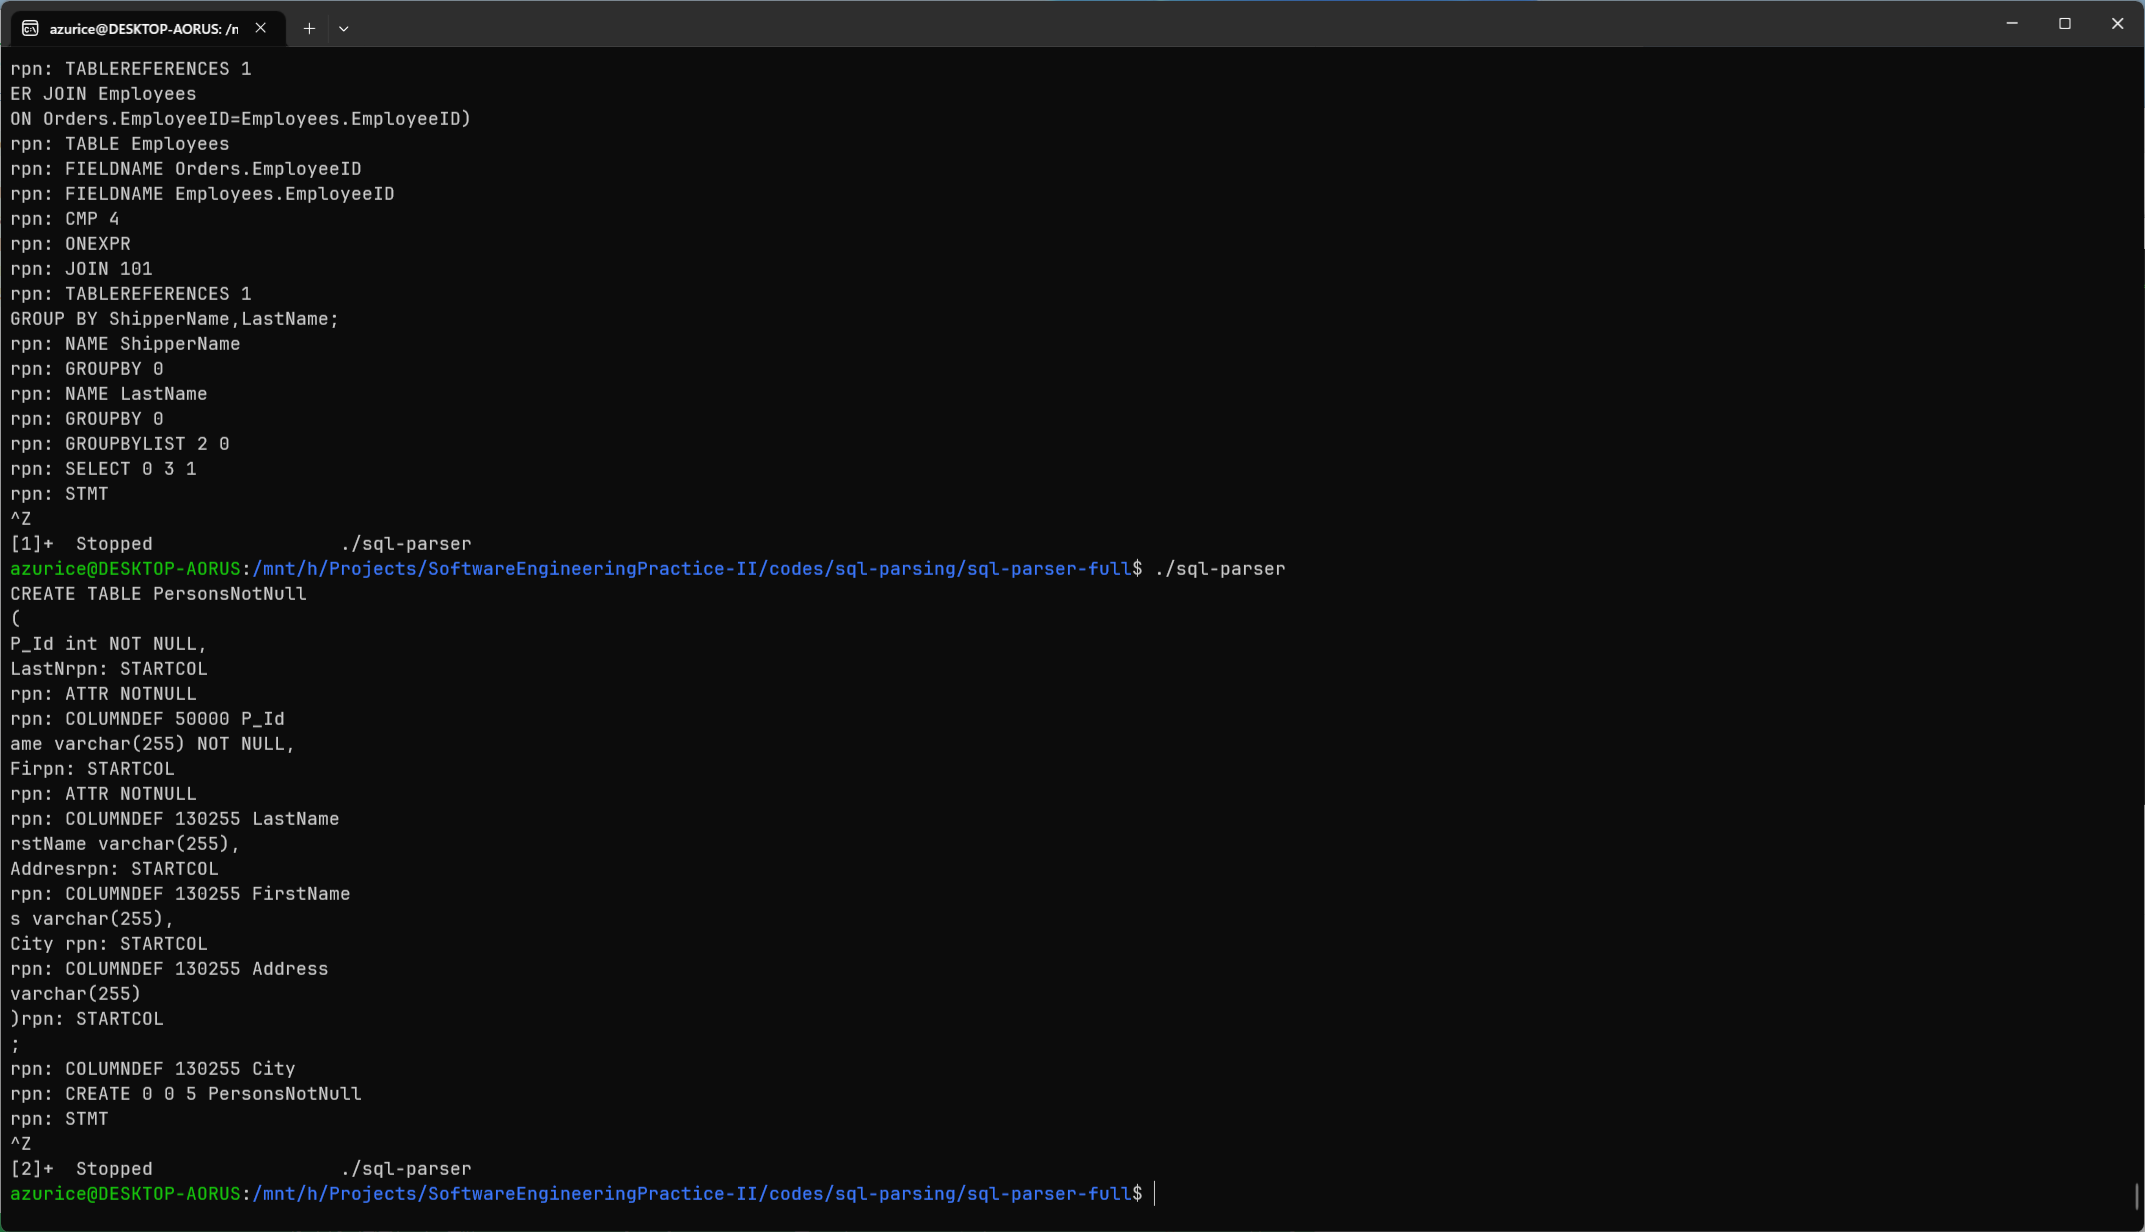 azurice@DESKTOP-AORUS: /n
rpn: TABLEREFERENCES 1
ER JOIN Employees
ON Orders.EmployeeID=Employees.EmployeeID)
rpn: TABLE Employees
rpn: FIELDNAME Orders.EmployeeID
rpn: FIELDNAME Employees.EmployeeID
rpn: CMP 4
rpn: ONEXPR
rpn: JOIN 101
rpn: TABLEREFERENCES 1
GROUP BY ShipperName,LastName;
rpn: NAME ShipperName
rpn: GROUPBY 0
rpn: NAME LastName
rpn: GROUPBY 0
rpn: GROUPBYLIST 2 0
rpn: SELECT 0 3 1
rpn: STMT
^Z
[1]+  Stopped                 ./sql-parser
azurice@DESKTOP-AORUS:/mnt/h/Projects/SoftwareEngineeringPractice-II/codes/sql-parsing/sql-parser-full$ ./sql-parser
CREATE TABLE PersonsNotNull
(
P_Id int NOT NULL,
LastNrpn: STARTCOL
rpn: ATTR NOTNULL
rpn: COLUMNDEF 50000 P_Id
ame varchar(255) NOT NULL,
Firpn: STARTCOL
rpn: ATTR NOTNULL
rpn: COLUMNDEF 130255 LastName
rstName varchar(255),
Addresrpn: STARTCOL
rpn: COLUMNDEF 130255 FirstName
s varchar(255),
City rpn: STARTCOL
rpn: COLUMNDEF 130255 Address
varchar(255)
)rpn: STARTCOL
;
rpn: COLUMNDEF 130255 City
rpn: CREATE 0 0 5 PersonsNotNull
rpn: STMT
^Z
[2]+  Stopped                 ./sql-parser
azurice@DESKTOP-AORUS:/mnt/h/Projects/SoftwareEngineeringPractice-II/codes/sql-parsing/sql-parser-full$